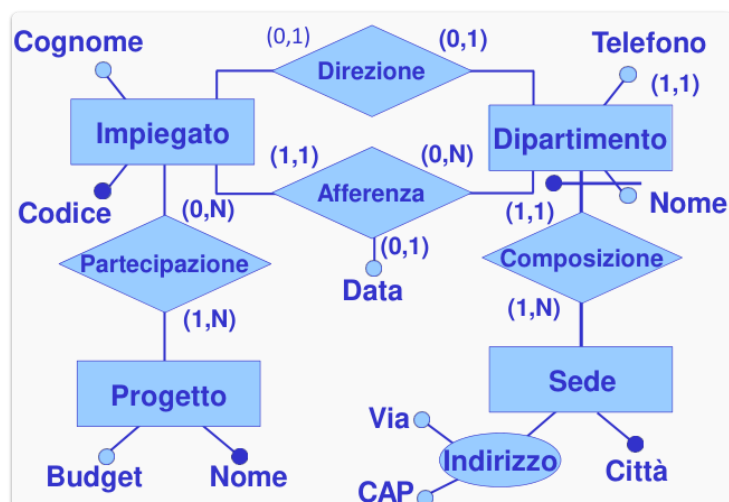 Cognome
(0,1)
(0,1)
Telefono
Direzione
(1,1)
Impiegato
Dipartimento
(1,1)
(0,N)
Afferenza
Codice
(0,N)
(1,1)
Nome
(0,1)
Partecipazione
Composizione
Data
(1,N)
(1,N)
Progetto
Sede
Via
Indirizzo
Città
Budget
Nome
CAP